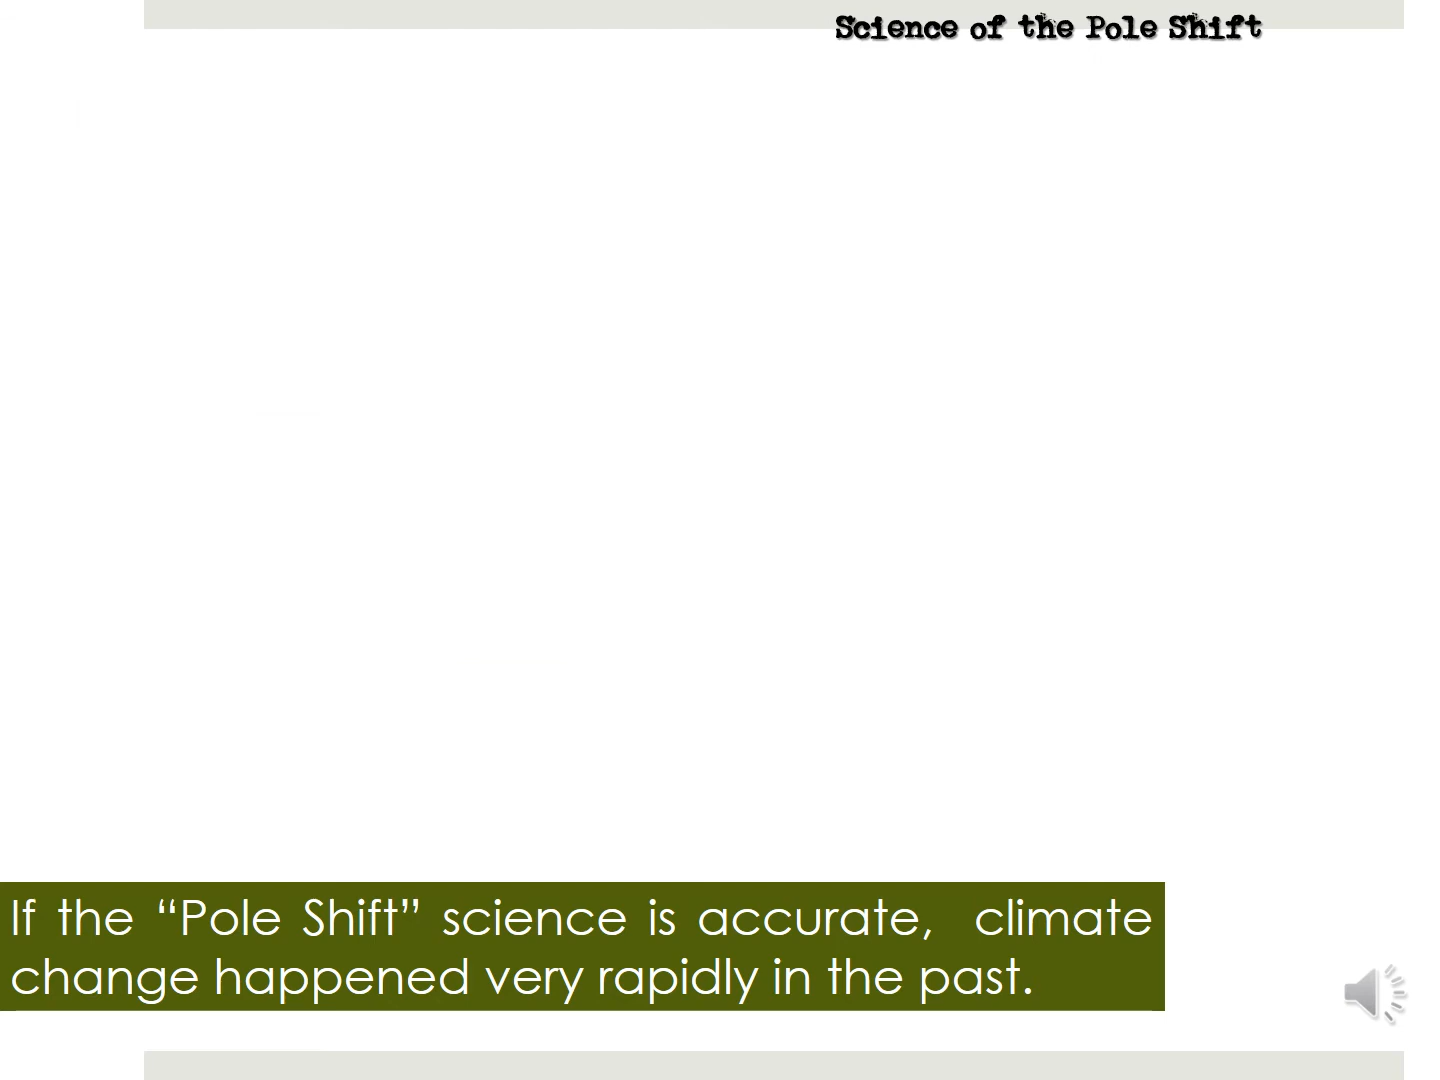 Science of the Pole Shift
If the “Pole Shift” science is accurate, climate
change happened very rapidly in the past.